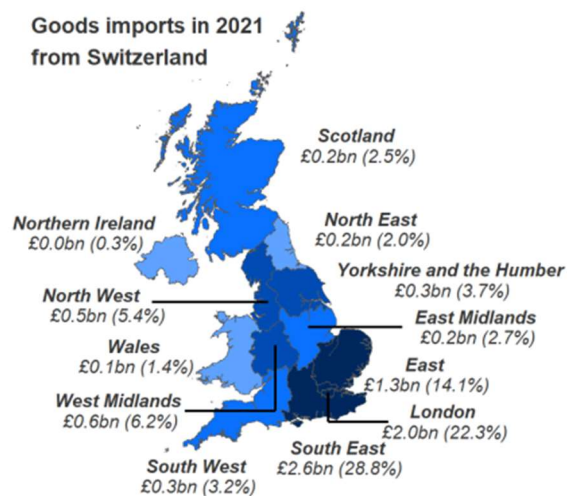 Goods imports in 2021
from Switzerland
Scotland
£0.2bn (2.5%)
Northern Ireland
£0.0bn (0.3%)
North East
£0.2bn (2.0%)
Yorkshire and the Humber
£0.3bn (3.7%)
North West
£0.5bn (5.4%)
East Midlands
£0.2bn (2.7%)
Wales
£0.1bn (1.4%)
East
£1.3bn (14.1%)
West Midlands
£0.6bn (6.2%)
London
£2.0bn (22.3%)
South East
£2.6bn (28.8%)
South West
£0.3bn (3.2%)